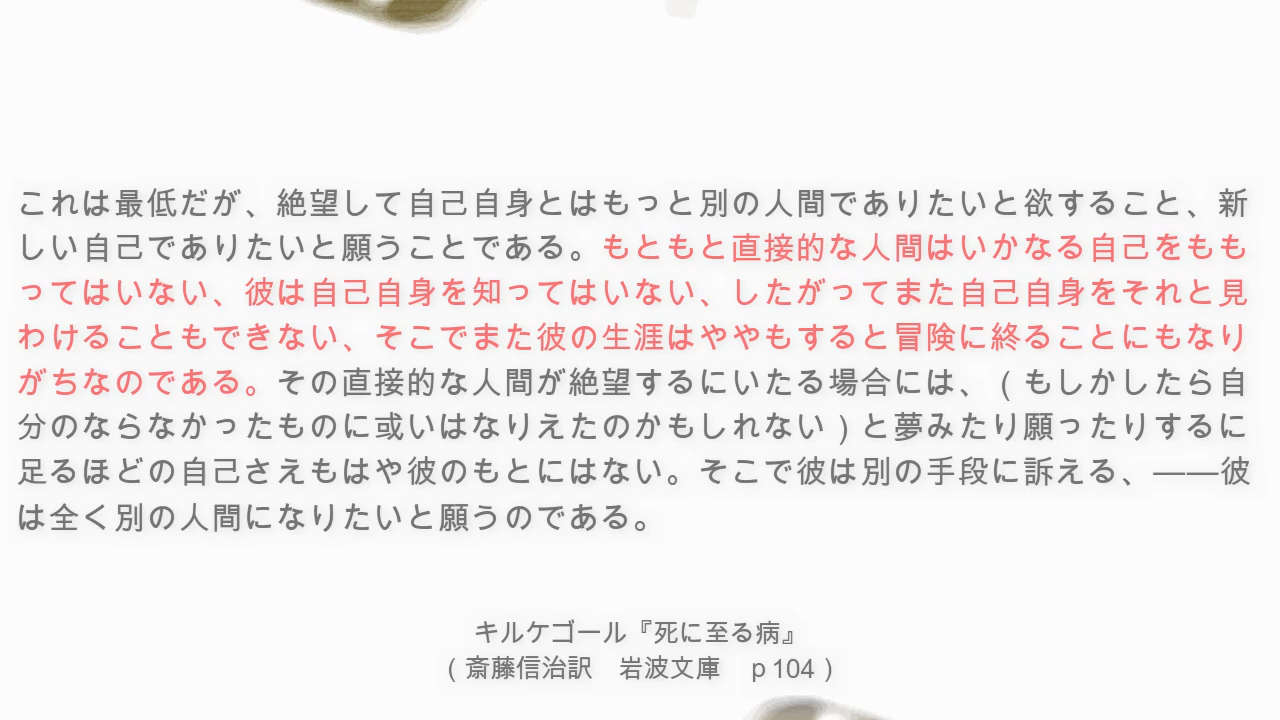 これは最低だが、絶望して自己自身とはもっと別の人間でありたいと欲すること、新
しい自己でありたいと願うことである。もともと直接的な人間はいかなる自己をもも
ってはいない、彼は自己自身を知ってはいない、したがってまた自己自身をそれと見
わけることもできない、そこでまた彼の生涯はややもすると冒険に終ることにもなり
がちなのである。その直接的な人間が絶望するにいたる場合には、（もしかしたら自
分のならなかったものに或いはなりえたのかもしれない）と夢みたり願ったりするに
足るほどの自己さえもはや彼のもとにはない。そこで彼は別の手段に訴える、——彼
は全く別の人間になりたいと願うのである。
キルケゴール『死に至る病』
（斎藤信治訳　岩波文庫　ｐ104）